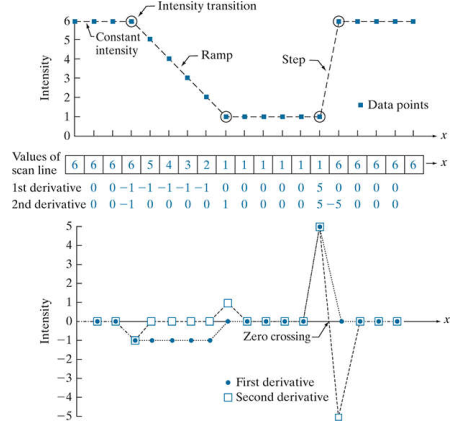 Intensity transition
6
Constant
intensity
5
Ramp
Step
4
3
2
Data points
1
0
x
Intensity
Values of
scan line
6 6 6 6 5 4 3 2 1 1 1 1 1 1 6 6 6 6 6
x
1st derivative 0 0 −1 −1 −1 −1 −1 0 0 0 0 0 5 0 0 0 0
2nd derivative 0 0 −1 0 0 0 0 1 0 0 0 0 5 −5 0 0 0
5
4
3
2
1
0
x
Intensity
Zero crossing
−1
−2
−3
First derivative
−4
Second derivative
−5